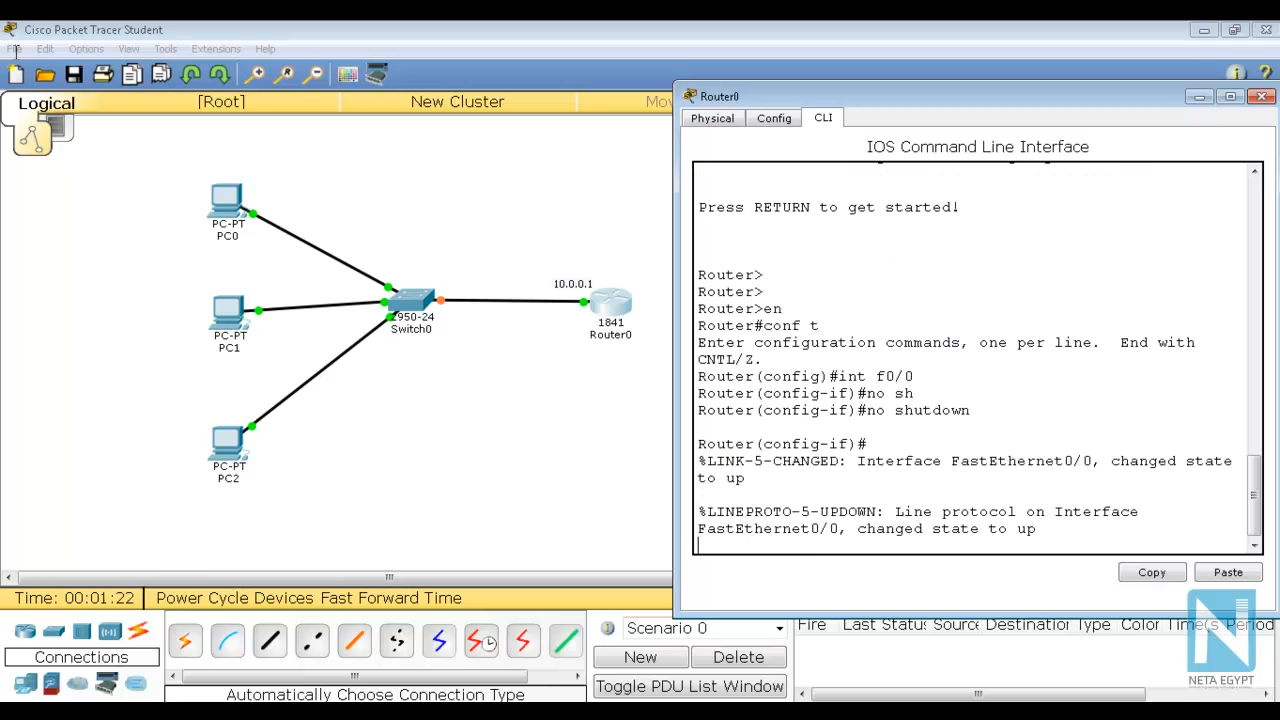 Cisco Packet Tracer Student
File Edit Options View Tools Extensions Help
Logical [Root] New Cluster Mov
PC-PT
PC0
PC-PT
PC1
PC-PT
PC2
2950-24
Switch0
10.0.0.1
1841
Router0
Router0
Physical Config CLI
IOS Command Line Interface
Press RETURN to get started!
Router>
Router>
Router>en
Router#conf t
Enter configuration commands, one per line. End with
CNTL/Z.
Router(config)#int f0/0
Router(config-if)#no sh
Router(config-if)#no shutdown
Router(config-if)#
%LINK-5-CHANGED: Interface FastEthernet0/0, changed state
to up
%LINEPROTO-5-UPDOWN: Line protocol on Interface
FastEthernet0/0, changed state to up
Copy Paste
Time: 00:01:22 Power Cycle Devices Fast Forward Time
Connections
Automatically Choose Connection Type
Scenario 0
New Delete
Toggle PDU List Window
Fire Last Statu Source Destination Type Color Time(s Period
N
NETA EGYPT